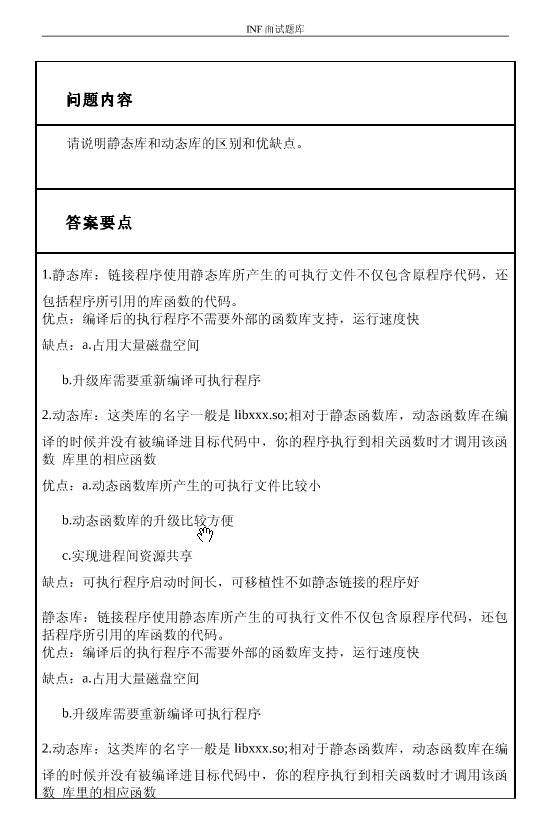 INF 面试题库
问题内容
请说明静态库和动态库的区别和优缺点。
答案要点
1.静态库：链接程序使用静态库所产生的可执行文件不仅包含原程序代码，还
包括程序所引用的库函数的代码。
优点：编译后的执行程序不需要外部的函数库支持，运行速度快
缺点：a.占用大量磁盘空间
b.升级库需要重新编译可执行程序
2.动态库：这类库的名字一般是 libxxx.so;相对于静态函数库，动态函数库在编
译的时候并没有被编译进目标代码中，你的程序执行到相关函数时才调用该函
数 库里的相应函数
优点：a.动态函数库所产生的可执行文件比较小
b.动态函数库的升级比较方便
c.实现进程间资源共享
缺点：可执行程序启动时间长，可移植性不如静态链接的程序好
静态库：链接程序使用静态库所产生的可执行文件不仅包含原程序代码，还包
括程序所引用的库函数的代码。
优点：编译后的执行程序不需要外部的函数库支持，运行速度快
缺点：a.占用大量磁盘空间
b.升级库需要重新编译可执行程序
2.动态库：这类库的名字一般是 libxxx.so;相对于静态函数库，动态函数库在编
译的时候并没有被编译进目标代码中，你的程序执行到相关函数时才调用该函
数 库里的相应函数